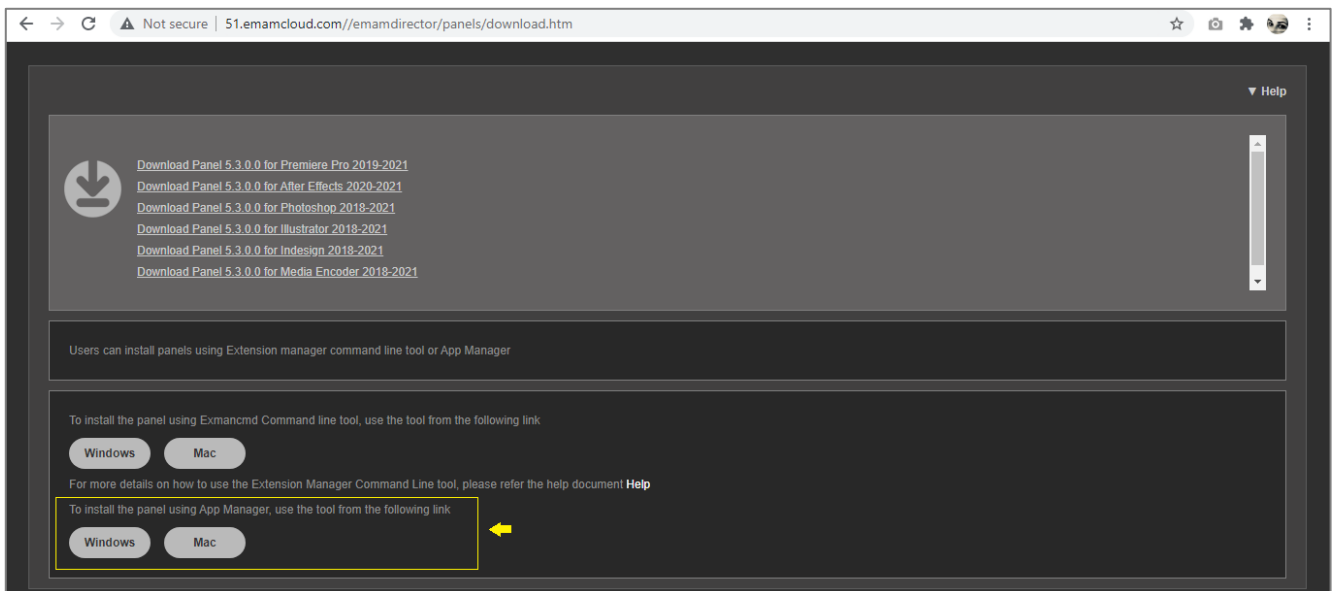 Not secure | 51.emamcloud.com//emamdirector/panels/download.htm
▼ Help
Download Panel 5.3.0.0 for Premiere Pro 2019-2021
Download Panel 5.3.0.0 for After Effects 2020-2021
Download Panel 5.3.0.0 for Photoshop 2018-2021
Download Panel 5.3.0.0 for Illustrator 2018-2021
Download Panel 5.3.0.0 for Indesign 2018-2021
Download Panel 5.3.0.0 for Media Encoder 2018-2021
Users can install panels using Extension manager command line tool or App Manager
To install the panel using Exmancmd Command line tool, use the tool from the following link
Windows Mac
For more details on how to use the Extension Manager Command Line tool, please refer the help document Help
To install the panel using App Manager, use the tool from the following link
Windows Mac